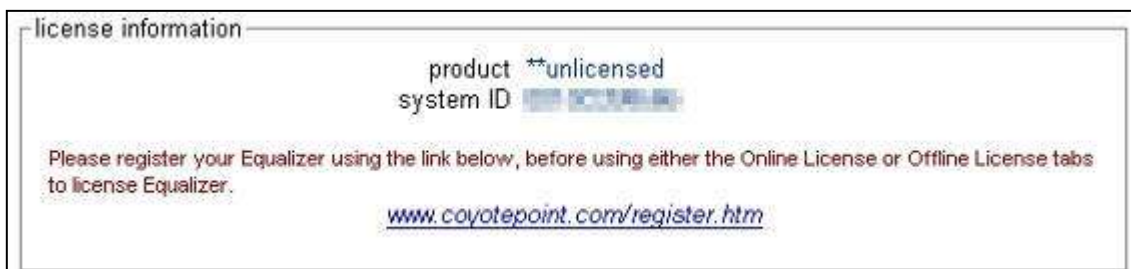 license information
product **unlicensed
system ID
Please register your Equalizer using the link below, before using either the Online License or Offline License tabs
to license Equalizer.
www.coyotepoint.com/register.htm